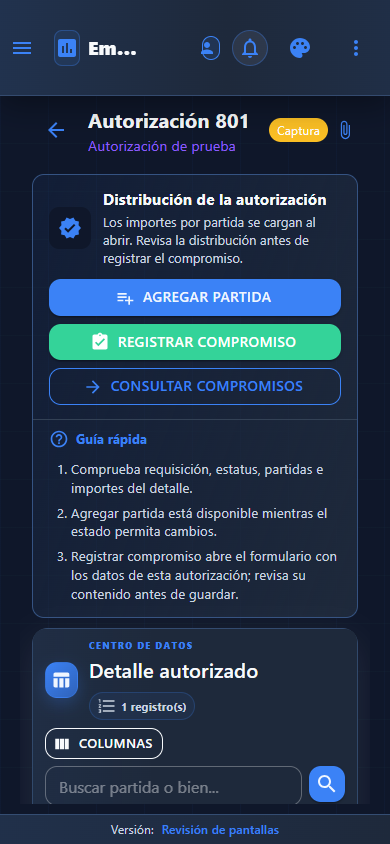 Em...
Autorización 801
Captura
Autorización de prueba
Distribución de la autorización
Los importes por partida se cargan al
abrir. Revisa la distribución antes de
registrar el compromiso.
AGREGAR PARTIDA
REGISTRAR COMPROMISO
CONSULTAR COMPROMISOS
Guía rápida
1. Comprueba requisición, estatus, partidas e
importes del detalle.
2. Agregar partida está disponible mientras el
estado permita cambios.
3. Registrar compromiso abre el formulario con
los datos de esta autorización; revisa su
contenido antes de guardar.
CENTRO DE DATOS
Detalle autorizado
1 registro(s)
COLUMNAS
Buscar partida o bien...
Versión: Revisión de pantallas